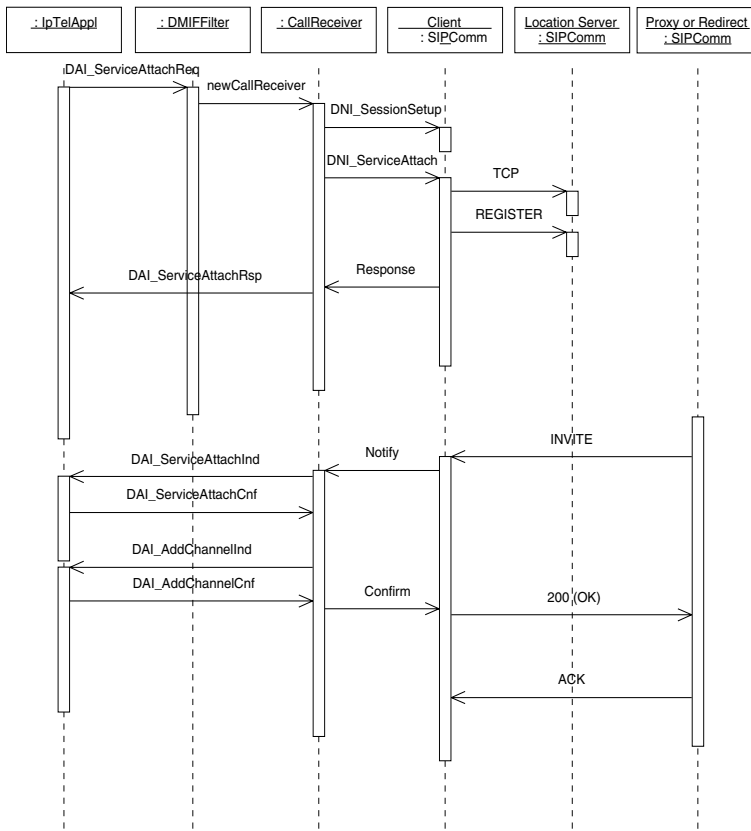 : IpTelAppl
: DMIFFilter
: CallReceiver
Client
: SIPComm
Location Server
: SIPComm
Proxy or Redirect
: SIPComm
DAI_ServiceAttachReq
newCallReceiver
DNI_SessionSetup
DNI_ServiceAttach
TCP
REGISTER
Response
DAI_ServiceAttachRsp
INVITE
Notify
DAI_ServiceAttachInd
DAI_ServiceAttachCnf
DAI_AddChannelInd
DAI_AddChannelCnf
Confirm
200 (OK)
ACK